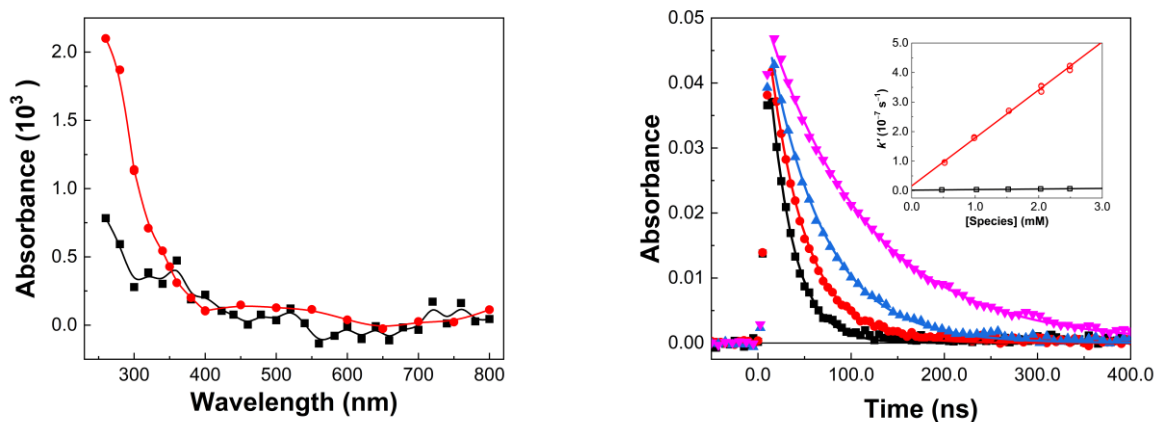 2.0
1.5
1.0
0.5
0.0
Absorbance (10³)
300 400 500 600 700 800
Wavelength (nm)
0.05
0.04
0.03
0.02
0.01
0.00
Absorbance
0.0 100.0 200.0 300.0 400.0
Time (ns)
5.0
4.0
3.0
2.0
1.0
0.0
k′ (10⁻⁷ s⁻¹)
0.0 1.0 2.0 3.0
[Species] (mM)